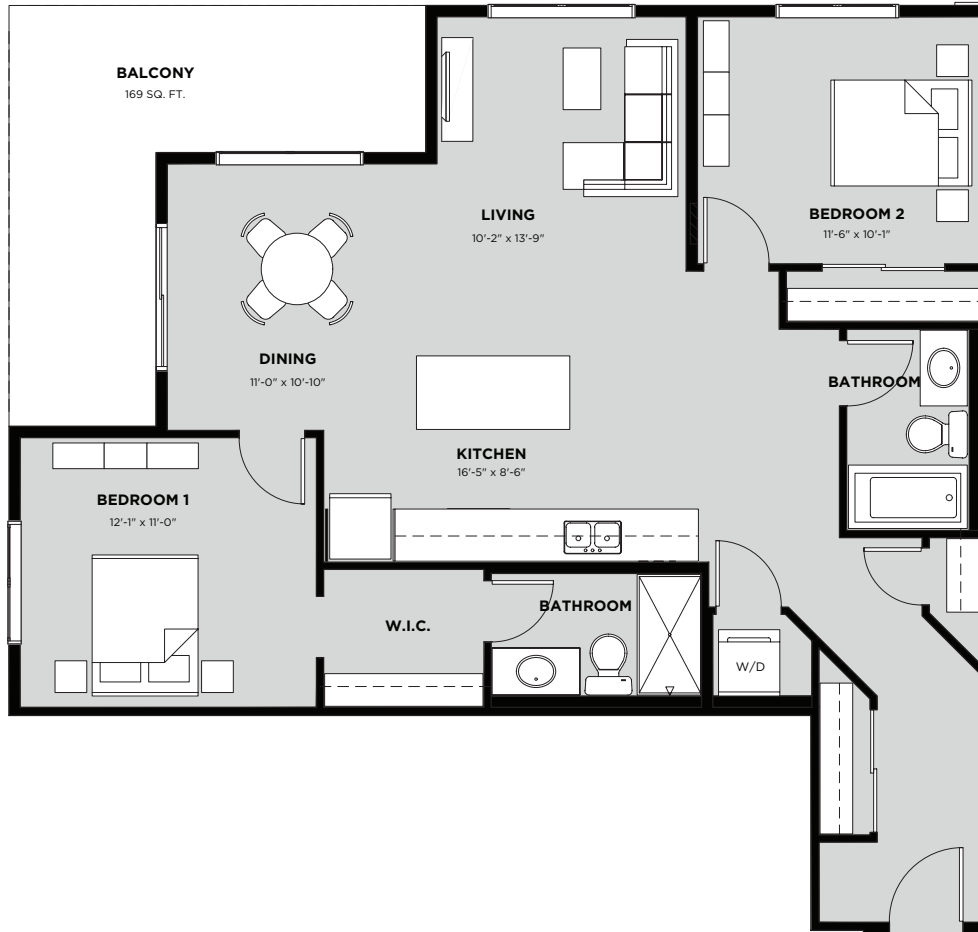 BALCONY
169 SQ. FT.
LIVING
10'-2" x 13'-9"
BEDROOM 2
11'-6" x 10'-1"
DINING
11'-0" x 10'-10"
BATHROOM
KITCHEN
16'-5" x 8'-6"
BEDROOM 1
12'-1" x 11'-0"
W.I.C.
BATHROOM
W/D